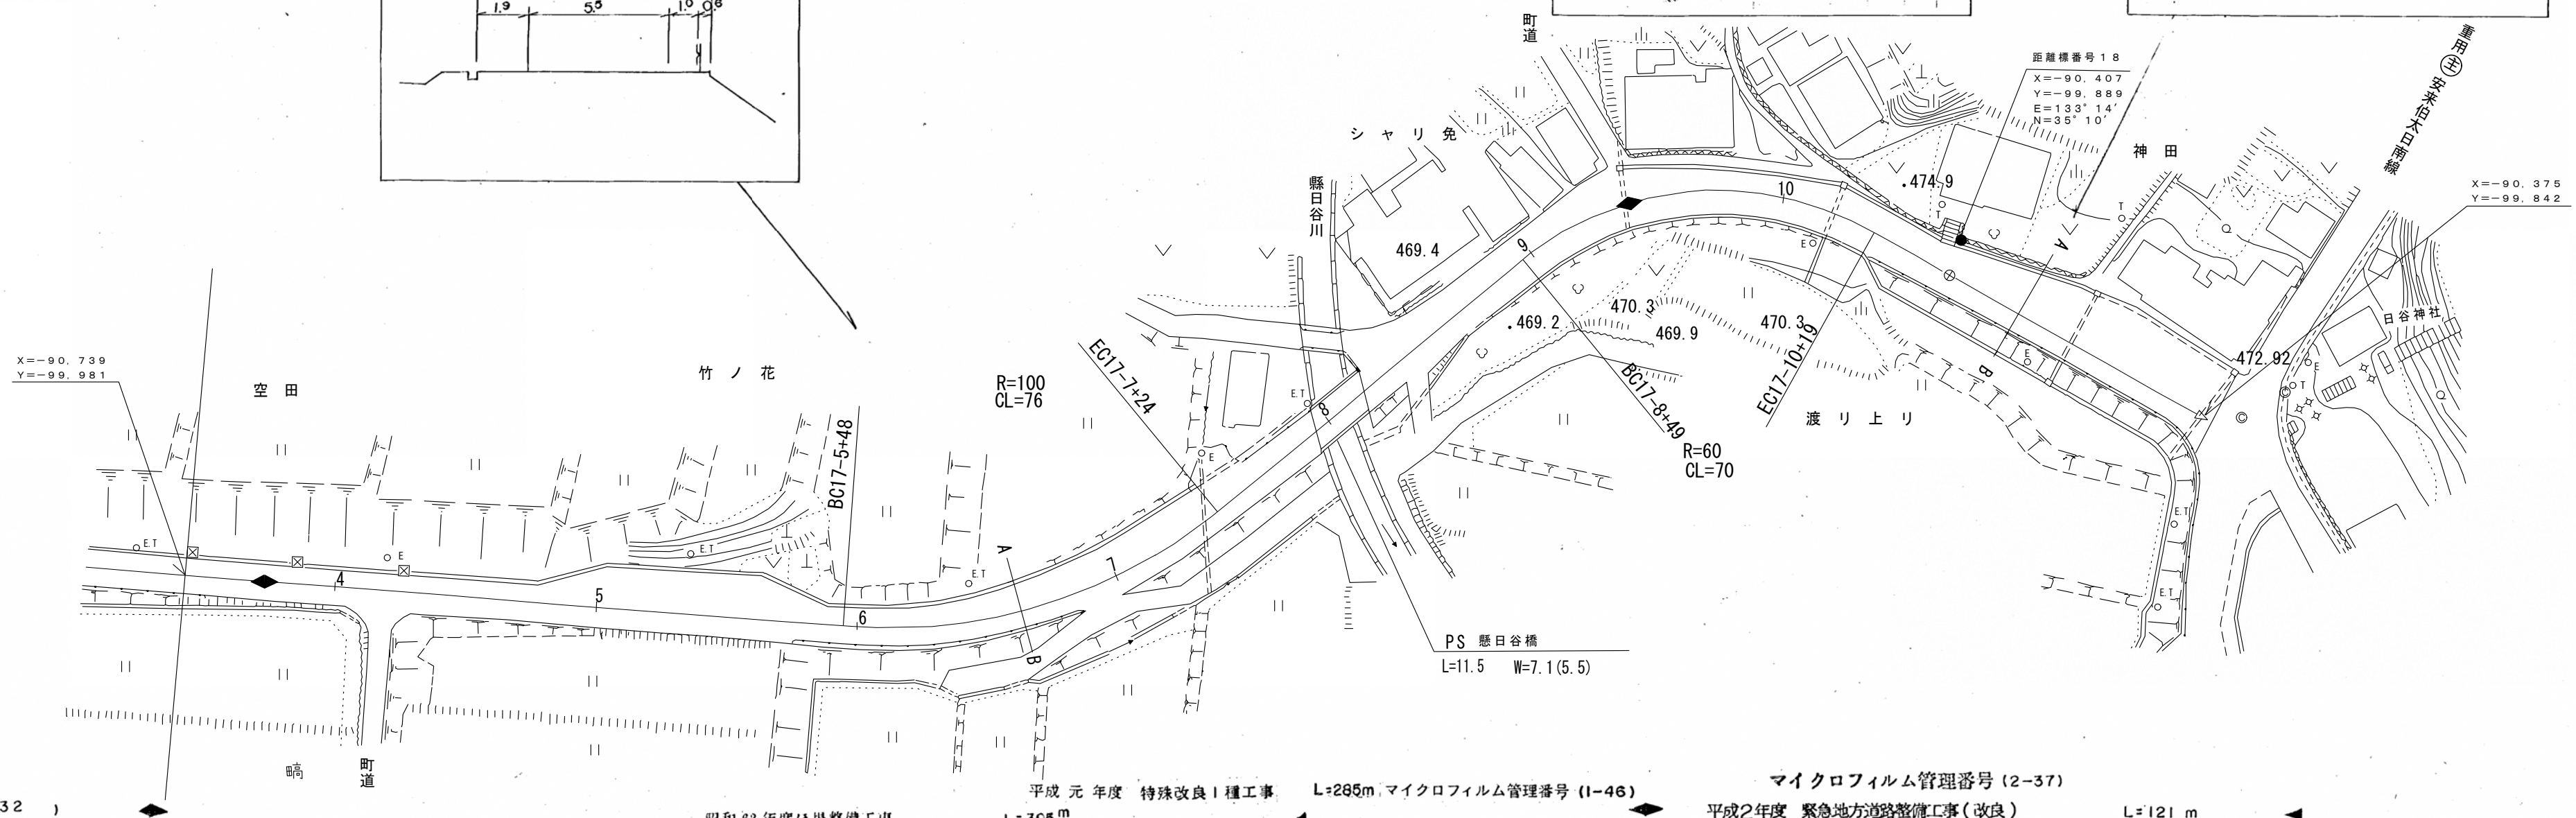 1.9 5.5 1.0 0.6
町道
距離標番号18
X=-90, 407
Y=-99, 889
E=133°14′
N=35°10′
重用㊤安来伯太日南線
シャリ免
神田
縣日谷川
10
.474.9
T
T
X=-90, 375
Y=-99, 842
469.4
9
E
A
470.3
.469.2
469.9
470.3
日谷神社
472.92
E
T
E
B
X=-90, 739
Y=-99, 981
空田
竹ノ花
R=100
CL=76
EC17-7+24
E.T
8
BC17-8+49
EC17-10+19
渡リ上リ
R=60
CL=70
BC17-5+48
E
E.T
E
E.T
E.T
E.T
A
7
4
5
6
E.T
B
PS 懸日谷橋
L=11.5 W=7.1(5.5)
町道
マイクロフィルム管理番号(2-37)
平成元年度 特殊改良1種工事 L=285m マイクロフィルム管理番号(1-46)
32 )
平成2年度 緊急地方道路整備工事(改良) L=121 m